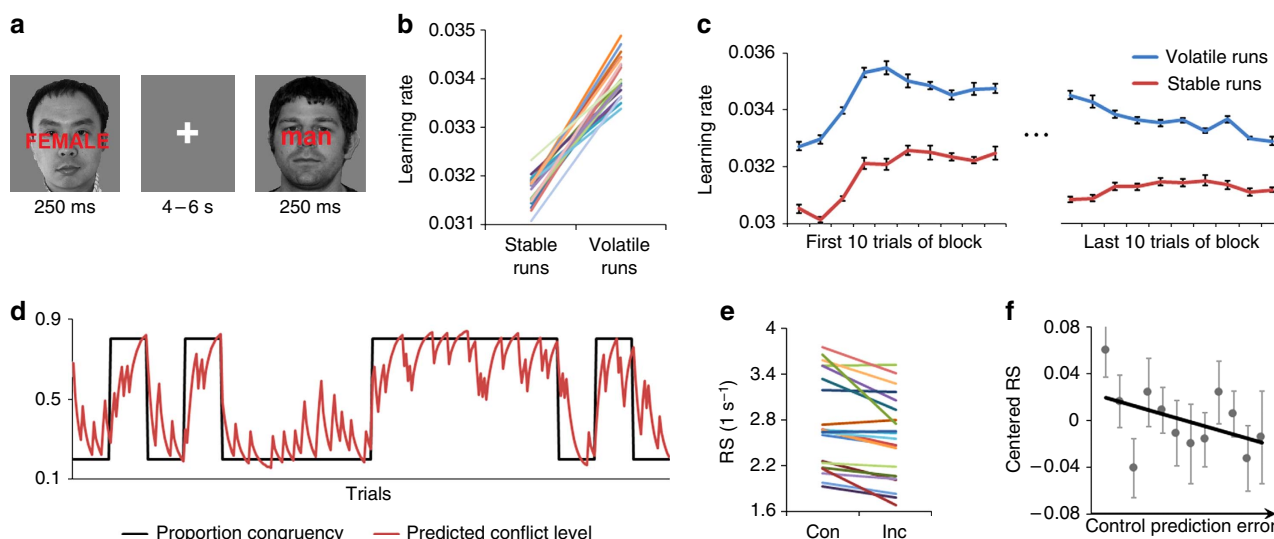 a
FEMALE
+
man
250 ms
4–6 s
250 ms
b
Learning rate
0.035
0.034
0.033
0.032
0.031
Stable
runs
Volatile
runs
c
Learning rate
0.036
0.034
0.032
0.03
Volatile runs
Stable runs
...
First 10 trials of block
Last 10 trials of block
d
0.9
0.5
0.1
Trials
Proportion congruency
Predicted conflict level
e
RS (1 s⁻¹)
4
3.4
2.8
2.2
1.6
Con
Inc
f
Centered RS
0.08
0.04
0
−0.04
−0.08
Control prediction error